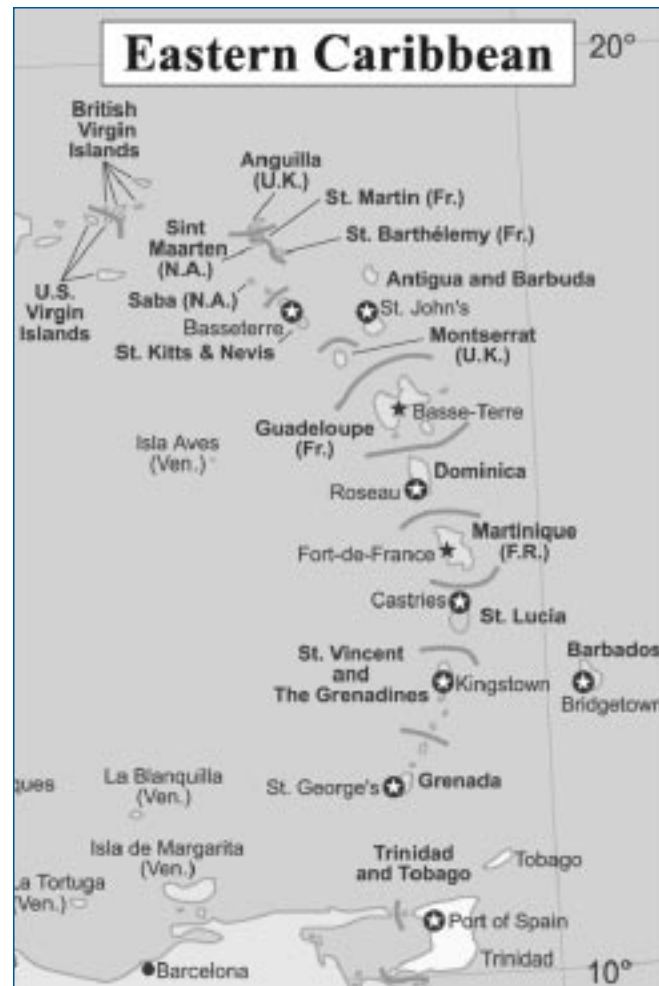 Eastern Caribbean
20°
British
Virgin
Islands
Anguilla
(U.K.)
St. Martin (Fr.)
Sint
Maarten
(N.A.)
St. Barthélemy (Fr.)
U.S.
Virgin
Islands
Saba (N.A.)
Antigua and Barbuda
Basseterre
St. John's
St. Kitts & Nevis
Montserrat
(U.K.)
Guadeloupe
(Fr.)
Basse-Terre
Isla Aves
(Ven.)
Dominica
Roseau
Martinique
(F.R.)
Fort-de-France
Castries
St. Lucia
St. Vincent
and
The Grenadines
Kingstown
Barbados
Bridgetown
ques
La Blanquilla
(Ven.)
St. George's
Grenada
Isla de Margarita
(Ven.)
Trinidad
and Tobago
Tobago
La Tortuga
(Ven.)
Port of Spain
Barcelona
Trinidad
10°